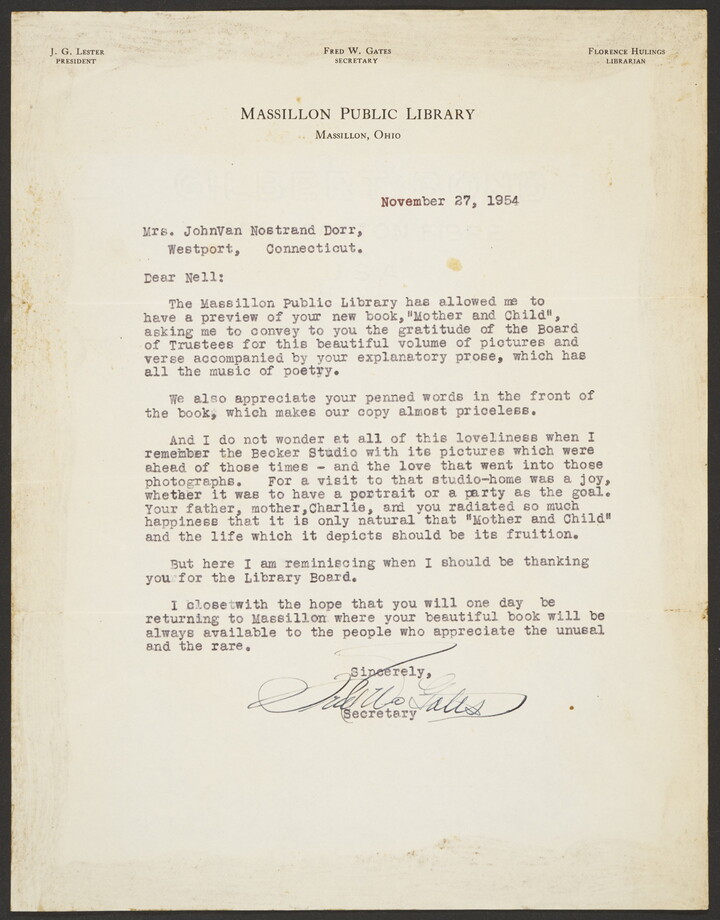 J. G. Lester
President
Fred W. Gates
Secretary
Florence Hulings
Librarian
Massillon Public Library
Massillon, Ohio
November 27, 1954
Mrs. JohnVan Nostrand Dorr,
Westport, Connecticut.
Dear Nell:
The Massillon Public Library has allowed me to
have a preview of your new book,"Mother and Child",
asking me to convey to you the gratitude of the Board
of Trustees for this beautiful volume of pictures and
verse accompanied by your explanatory prose, which has
all the music of poetry.
We also appreciate your penned words in the front of
the book, which makes our copy almost priceless.
And I do not wonder at all of this loveliness when I
remember the Becker Studio with its pictures which were
ahead of those times - and the love that went into those
photographs. For a visit to that studio-home was a joy,
whether it was to have a portrait or a party as the goal.
Your father, mother,Charlie, and you radiated so much
happiness that it is only natural that "Mother and Child"
and the life which it depicts should be its fruition.
But here I am reminiscing when I should be thanking
you for the Library Board.
I close with the hope that you will one day be
returning to Massillon where your beautiful book will be
always available to the people who appreciate the unusal
and the rare.
Sincerely,
Fred W. Gates
Secretary